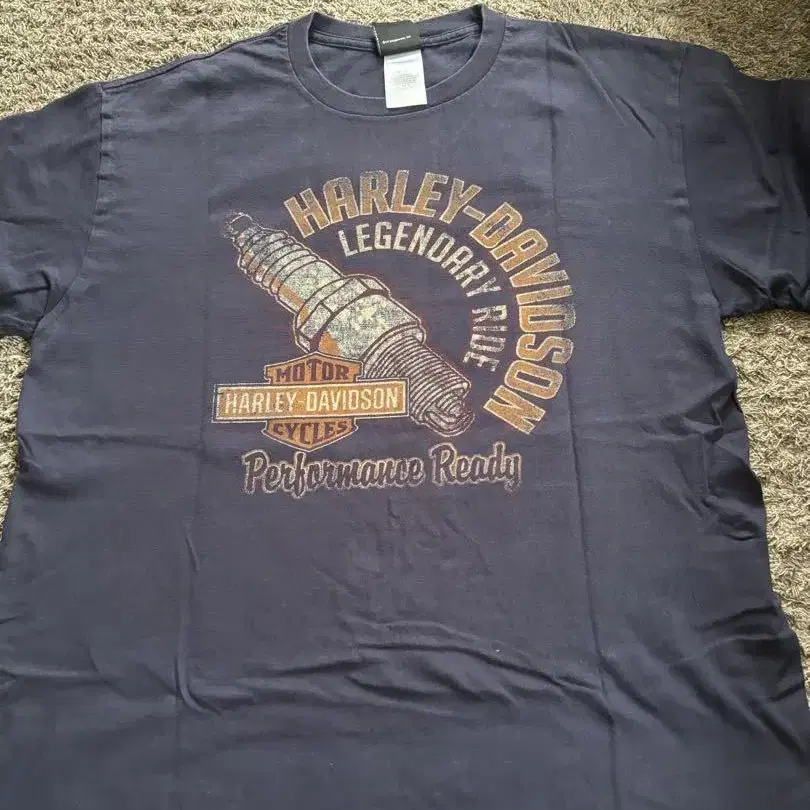 HARLEY-DAVIDSON
LEGENDARY RIDE
MOTOR
HARLEY-DAVIDSON
CYCLES
Performance Ready